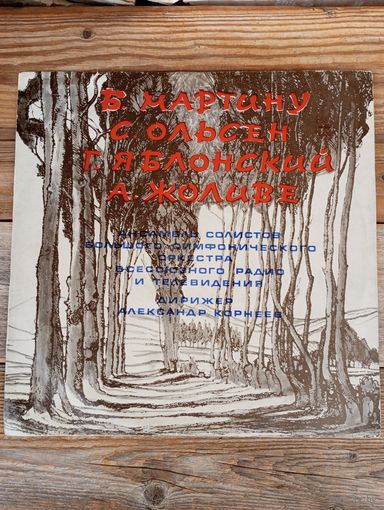 Б. МАРТИНУ
С. ОЛЬСЕН
Г. ЯБЛОНСКИЙ
А. ЖОЛИВЕ
АНСАМБЛЬ СОЛИСТОВ
БОЛЬШОГО СИМФОНИЧЕСКОГО
ОРКЕСТРА
ВСЕСОЮЗНОГО РАДИО
И ТЕЛЕВИДЕНИЯ
ДИРИЖЕР
АЛЕКСАНДР КОРНЕЕВ